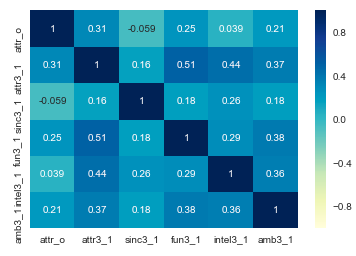 attr_o 1 0.31 -0.059 0.25 0.039 0.21
attr3_1 0.31 1 0.16 0.51 0.44 0.37
sinc3_1 -0.059 0.16 1 0.18 0.26 0.18
fun3_1 0.25 0.51 0.18 1 0.29 0.38
intel3_1 0.039 0.44 0.26 0.29 1 0.36
amb3_1 0.21 0.37 0.18 0.38 0.36 1
attr_o attr3_1 sinc3_1 fun3_1 intel3_1 amb3_1
0.8
0.4
0.0
−0.4
−0.8